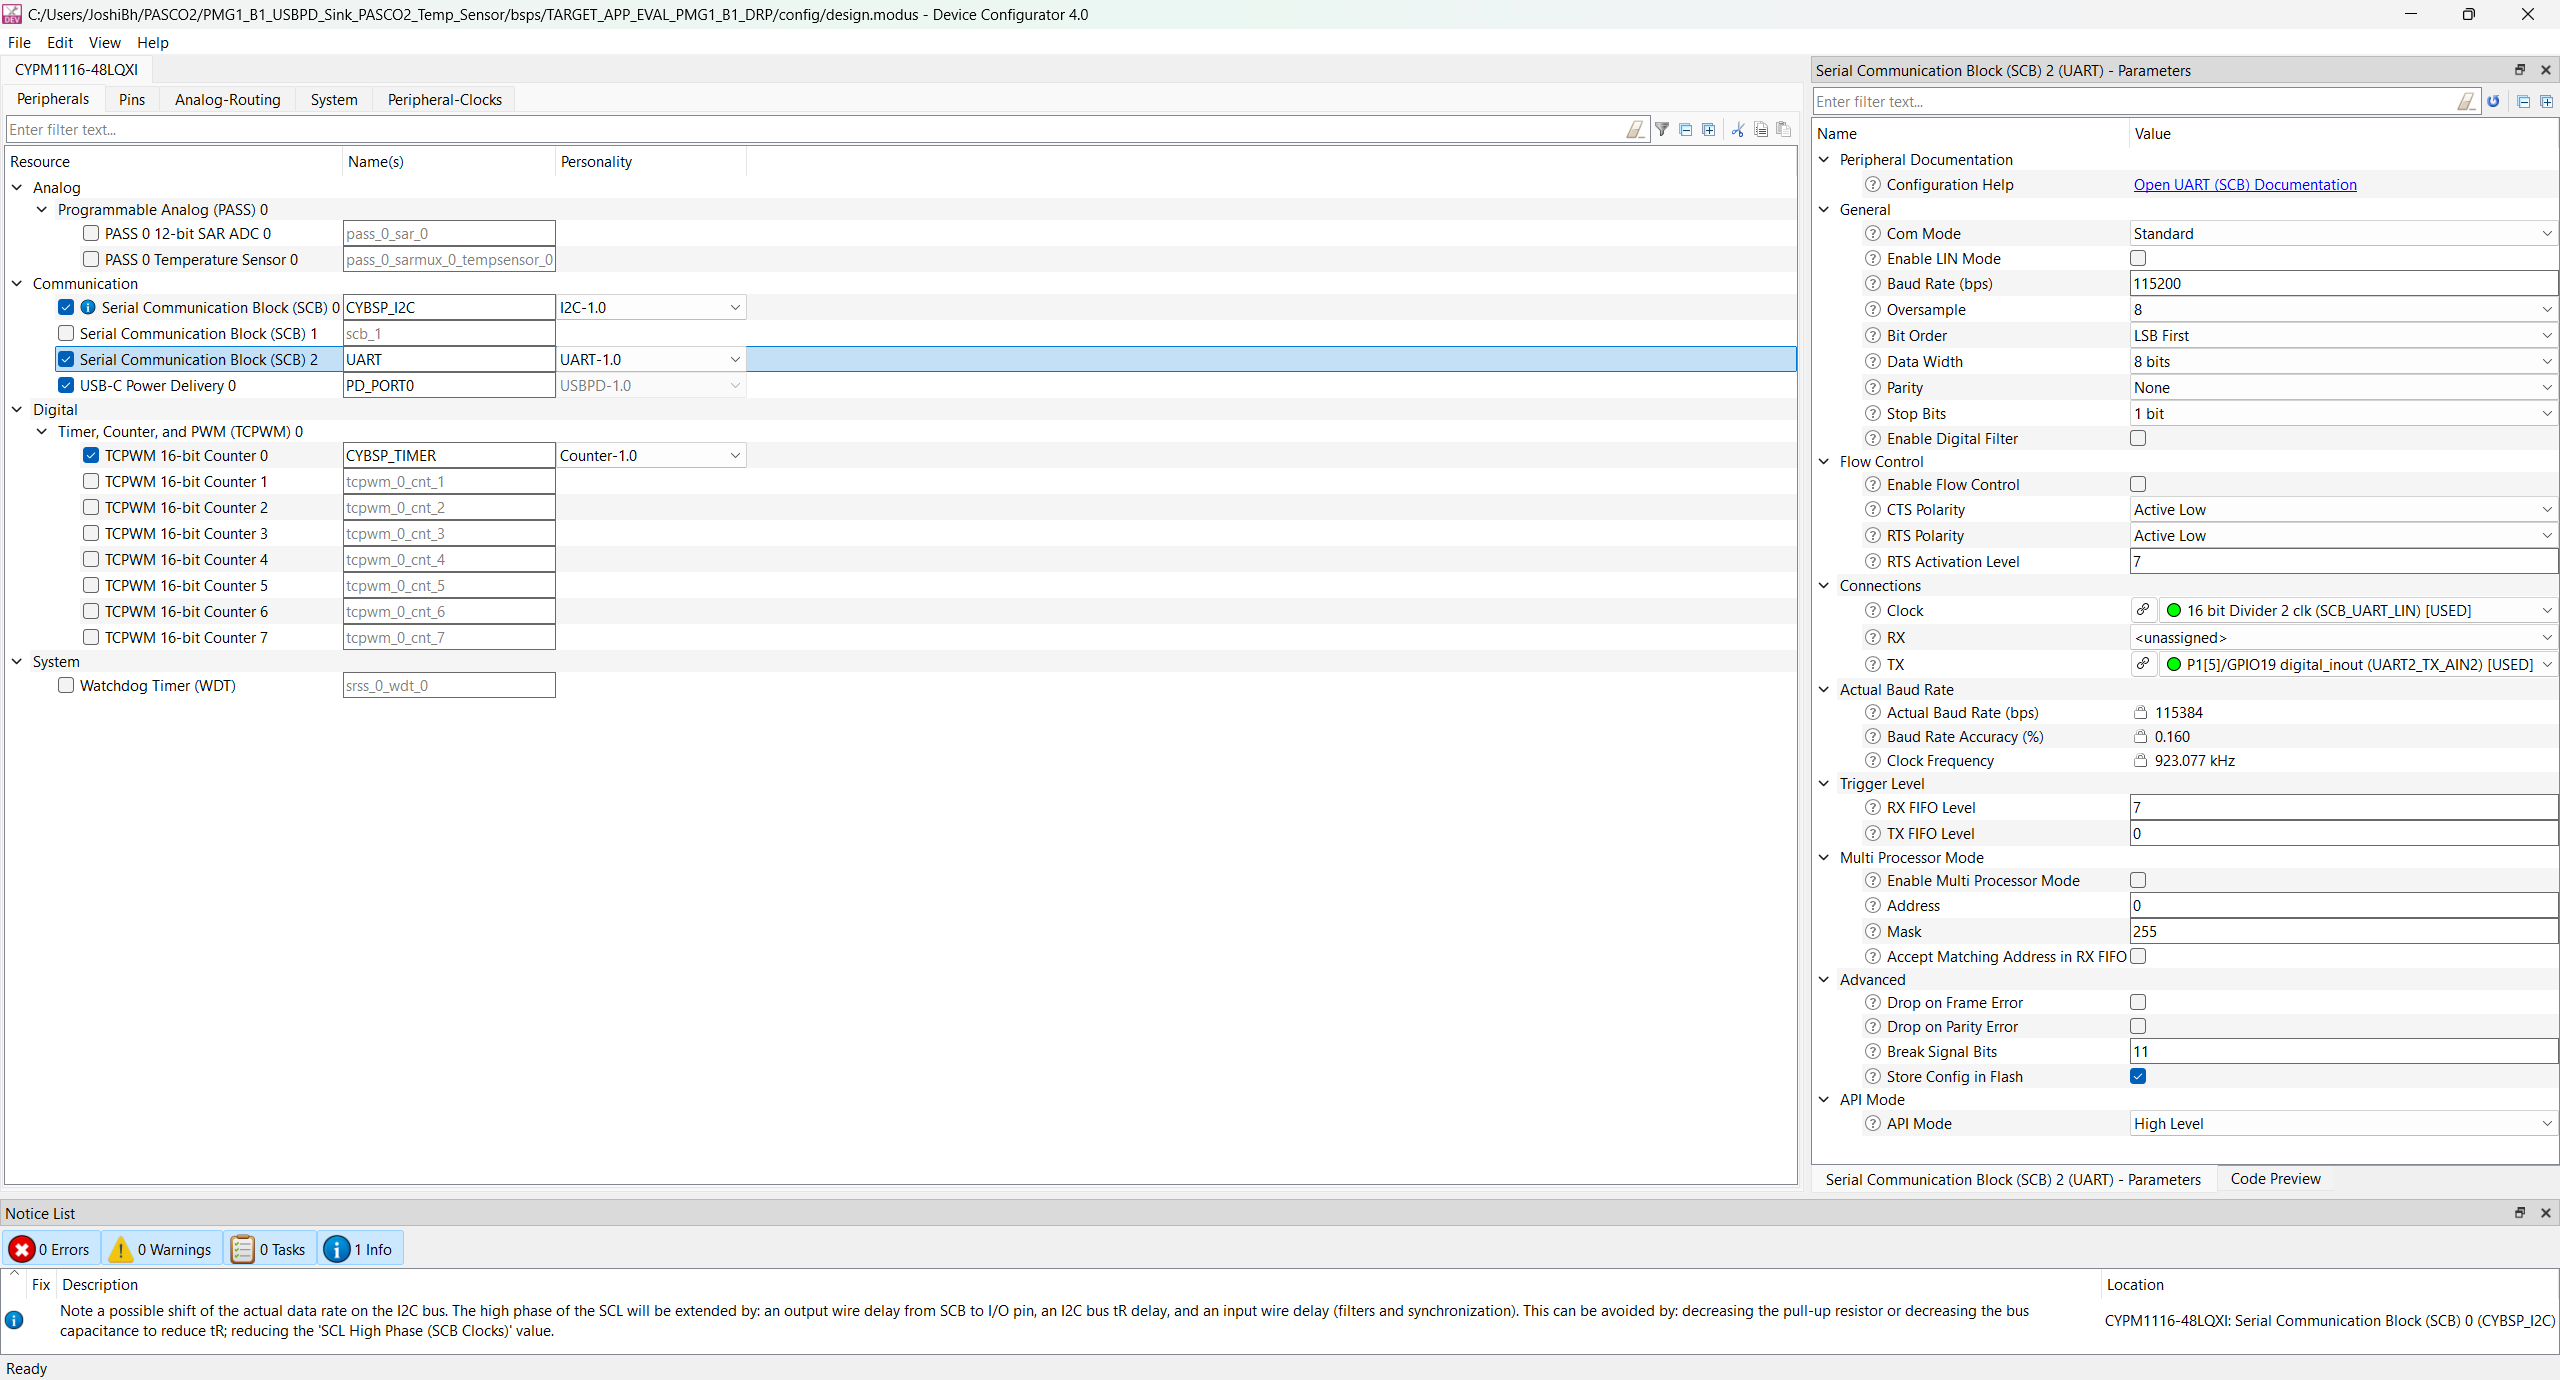 C:/Users/JoshiBh/PASCO2/PMG1_B1_USBPD_Sink_PASCO2_Temp_Sensor/bsps/TARGET_APP_EVAL_PMG1_B1_DRP/config/design.modus - Device Configurator 4.0
File Edit View Help
CYPM1116-48LQXI
Peripherals Pins Analog-Routing System Peripheral-Clocks
Enter filter text...
Resource Name(s) Personality
Analog
Programmable Analog (PASS) 0
PASS 0 12-bit SAR ADC 0 pass_0_sar_0
PASS 0 Temperature Sensor 0 pass_0_sarmux_0_tempsensor_0
Communication
Serial Communication Block (SCB) 0 CYBSP_I2C I2C-1.0
Serial Communication Block (SCB) 1 scb_1
Serial Communication Block (SCB) 2 UART UART-1.0
USB-C Power Delivery 0 PD_PORT0 USBPD-1.0
Digital
Timer, Counter, and PWM (TCPWM) 0
TCPWM 16-bit Counter 0 CYBSP_TIMER Counter-1.0
TCPWM 16-bit Counter 1 tcpwm_0_cnt_1
TCPWM 16-bit Counter 2 tcpwm_0_cnt_2
TCPWM 16-bit Counter 3 tcpwm_0_cnt_3
TCPWM 16-bit Counter 4 tcpwm_0_cnt_4
TCPWM 16-bit Counter 5 tcpwm_0_cnt_5
TCPWM 16-bit Counter 6 tcpwm_0_cnt_6
TCPWM 16-bit Counter 7 tcpwm_0_cnt_7
System
Watchdog Timer (WDT) srss_0_wdt_0
Serial Communication Block (SCB) 2 (UART) - Parameters
Enter filter text...
Name Value
Peripheral Documentation
Configuration Help Open UART (SCB) Documentation
General
Com Mode Standard
Enable LIN Mode
Baud Rate (bps) 115200
Oversample 8
Bit Order LSB First
Data Width 8 bits
Parity None
Stop Bits 1 bit
Enable Digital Filter
Flow Control
Enable Flow Control
CTS Polarity Active Low
RTS Polarity Active Low
RTS Activation Level 7
Connections
Clock 16 bit Divider 2 clk (SCB_UART_LIN) [USED]
RX <unassigned>
TX P1[5]/GPIO19 digital_inout (UART2_TX_AIN2) [USED]
Actual Baud Rate
Actual Baud Rate (bps) 115384
Baud Rate Accuracy (%) 0.160
Clock Frequency 923.077 kHz
Trigger Level
RX FIFO Level 7
TX FIFO Level 0
Multi Processor Mode
Enable Multi Processor Mode
Address 0
Mask 255
Accept Matching Address in RX FIFO
Advanced
Drop on Frame Error
Drop on Parity Error
Break Signal Bits 11
Store Config in Flash
API Mode
API Mode High Level
Serial Communication Block (SCB) 2 (UART) - Parameters Code Preview
Notice List
0 Errors 0 Warnings 0 Tasks 1 Info
Fix Description Location
Note a possible shift of the actual data rate on the I2C bus. The high phase of the SCL will be extended by: an output wire delay from SCB to I/O pin, an I2C bus tR delay, and an input wire delay (filters and synchronization). This can be avoided by: decreasing the pull-up resistor or decreasing the bus
capacitance to reduce tR; reducing the 'SCL High Phase (SCB Clocks)' value.
CYPM1116-48LQXI: Serial Communication Block (SCB) 0 (CYBSP_I2C)
Ready